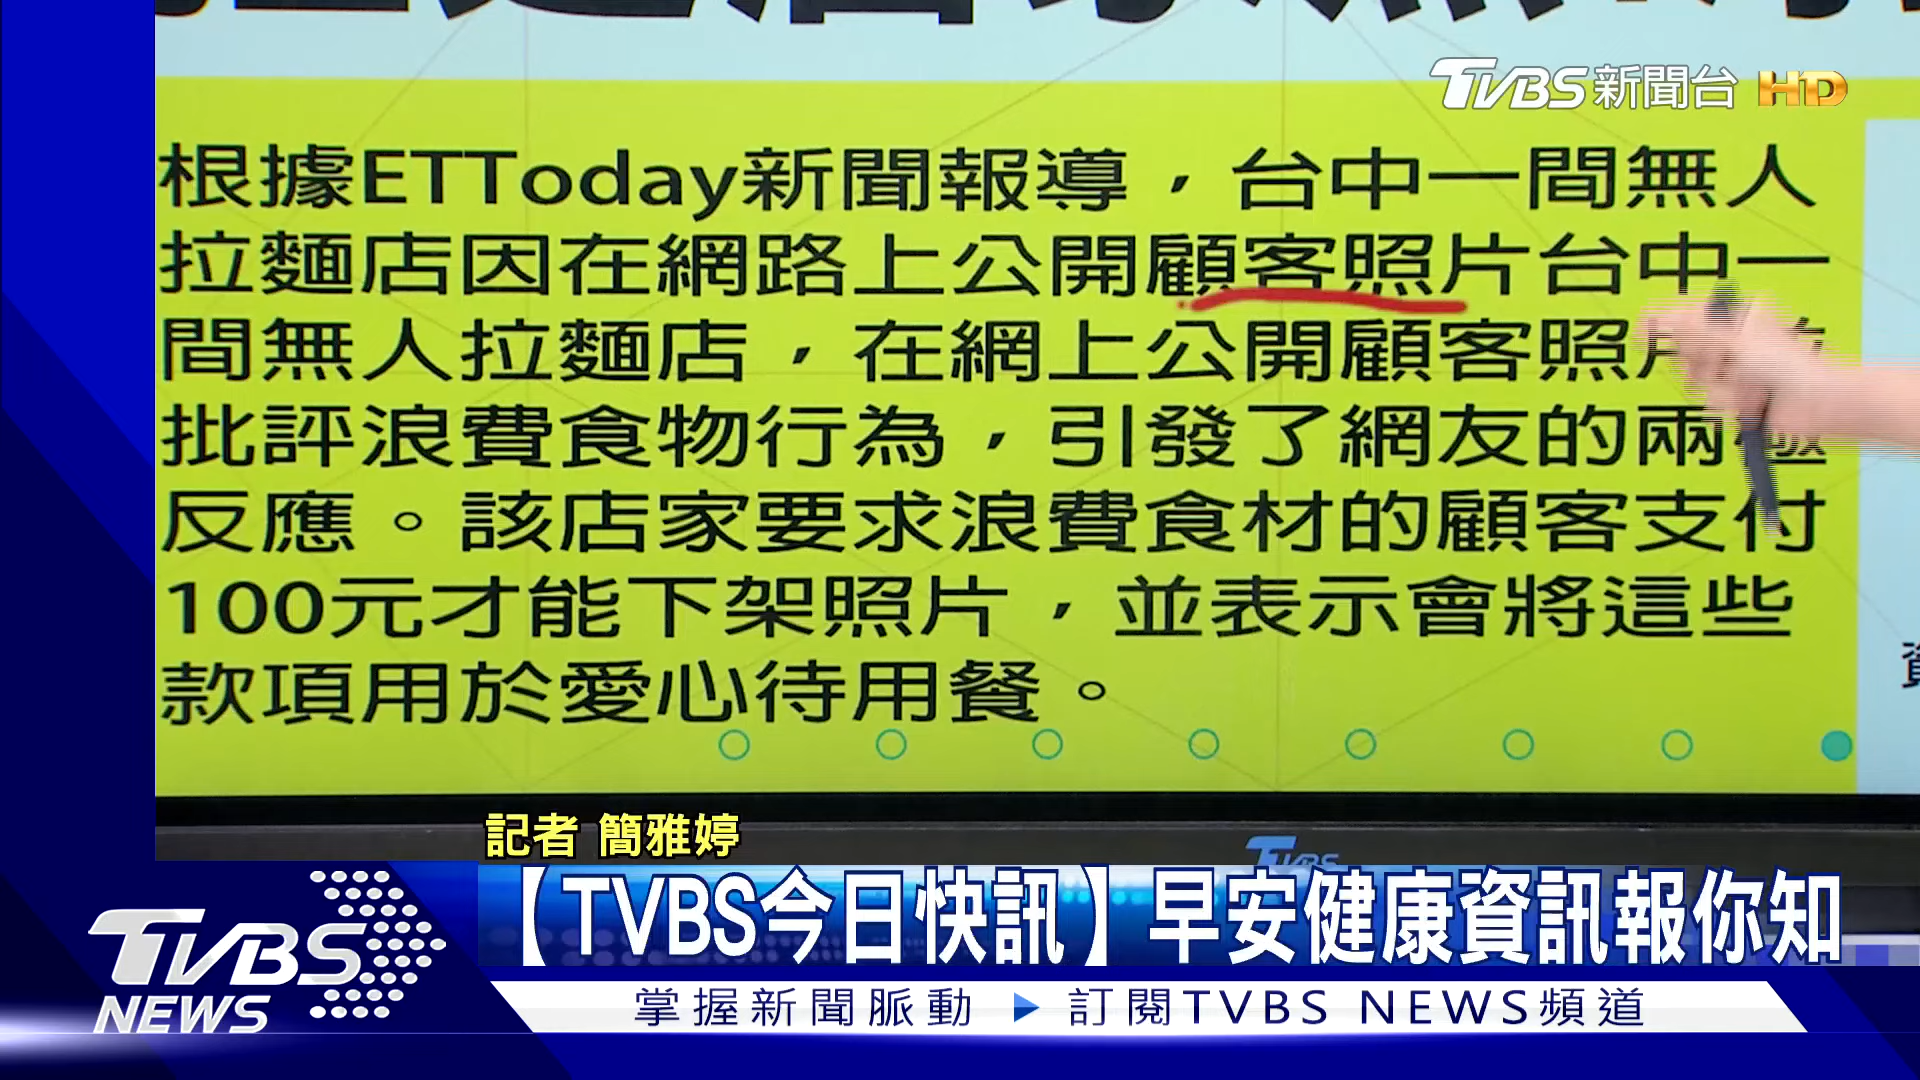 TVBS新聞台 HD
根據ETToday新聞報導，台中一間無人
拉麵店因在網路上公開顧客照片台中一
間無人拉麵店，在網上公開顧客照
批評浪費食物行為，引發了網友的兩
反應。該店家要求浪費食材的顧客支付
100元才能下架照片，並表示會將這些
款項用於愛心待用餐。
TVBS
記者 簡雅婷
【TVBS今日快訊】早安健康資訊報你知
TVBS
NEWS
掌握新聞脈動 ▶ 訂閱TVBS NEWS頻道